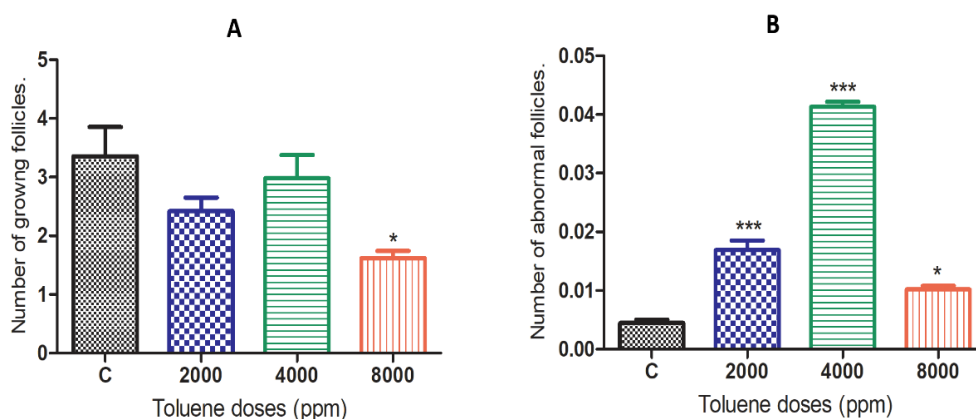 A
Number of growng follicles.
5
4
3
2
1
0
*
C 2000 4000 8000
Toluene doses (ppm)
B
Number of abnormal follicles.
0.05
0.04
0.03
0.02
0.01
0.00
***
***
*
C 2000 4000 8000
Toluene doses (ppm)